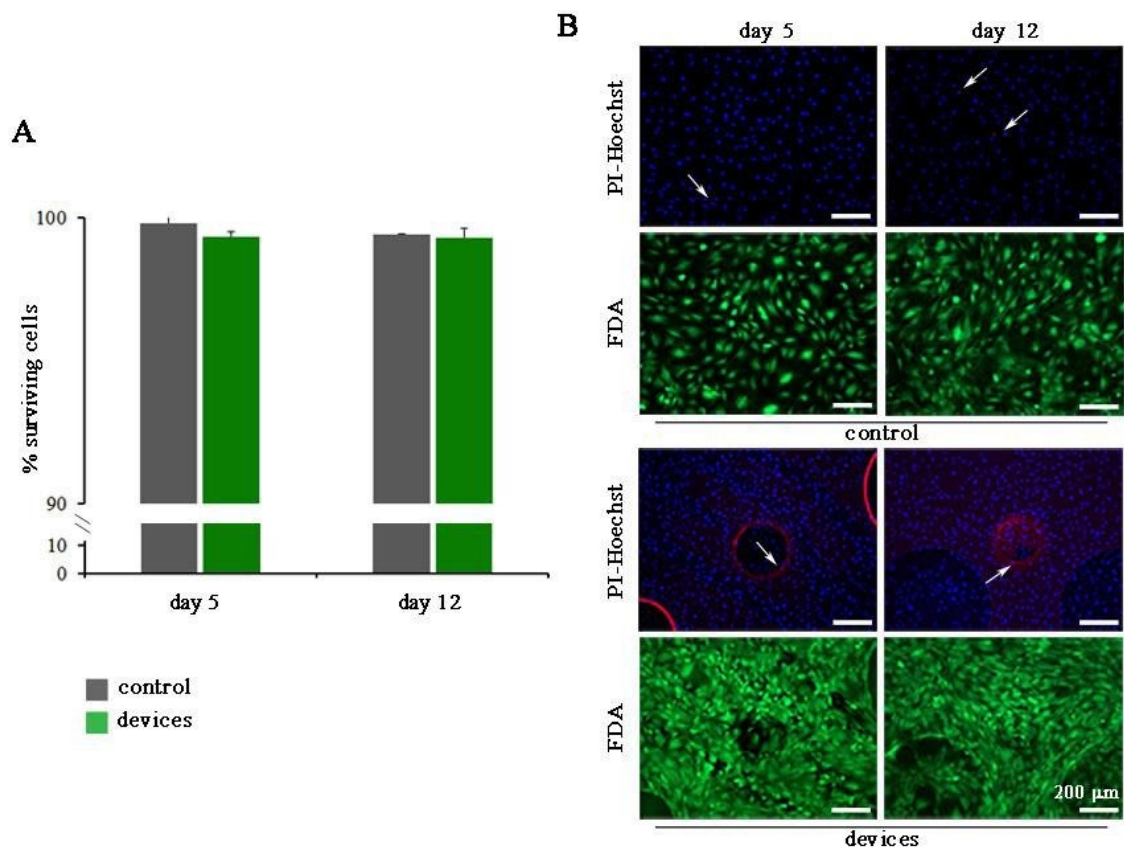 A
100
90
10
0
% surviving cells
day 5
day 12
control
devices
B
day 5
day 12
PI-Hoechst
FDA
control
PI-Hoechst
FDA
200 μm
devices